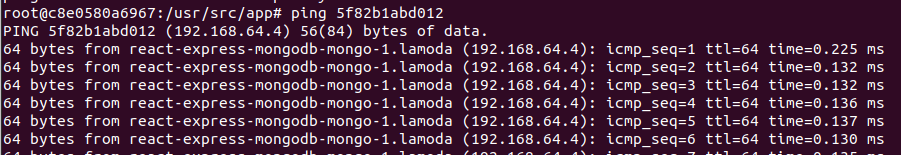 root@c8e0580a6967:/usr/src/app# ping 5f82b1abd012
PING 5f82b1abd012 (192.168.64.4) 56(84) bytes of data.
64 bytes from react-express-mongodb-mongo-1.lamoda (192.168.64.4): icmp_seq=1 ttl=64 time=0.225 ms
64 bytes from react-express-mongodb-mongo-1.lamoda (192.168.64.4): icmp_seq=2 ttl=64 time=0.132 ms
64 bytes from react-express-mongodb-mongo-1.lamoda (192.168.64.4): icmp_seq=3 ttl=64 time=0.132 ms
64 bytes from react-express-mongodb-mongo-1.lamoda (192.168.64.4): icmp_seq=4 ttl=64 time=0.136 ms
64 bytes from react-express-mongodb-mongo-1.lamoda (192.168.64.4): icmp_seq=5 ttl=64 time=0.137 ms
64 bytes from react-express-mongodb-mongo-1.lamoda (192.168.64.4): icmp_seq=6 ttl=64 time=0.130 ms